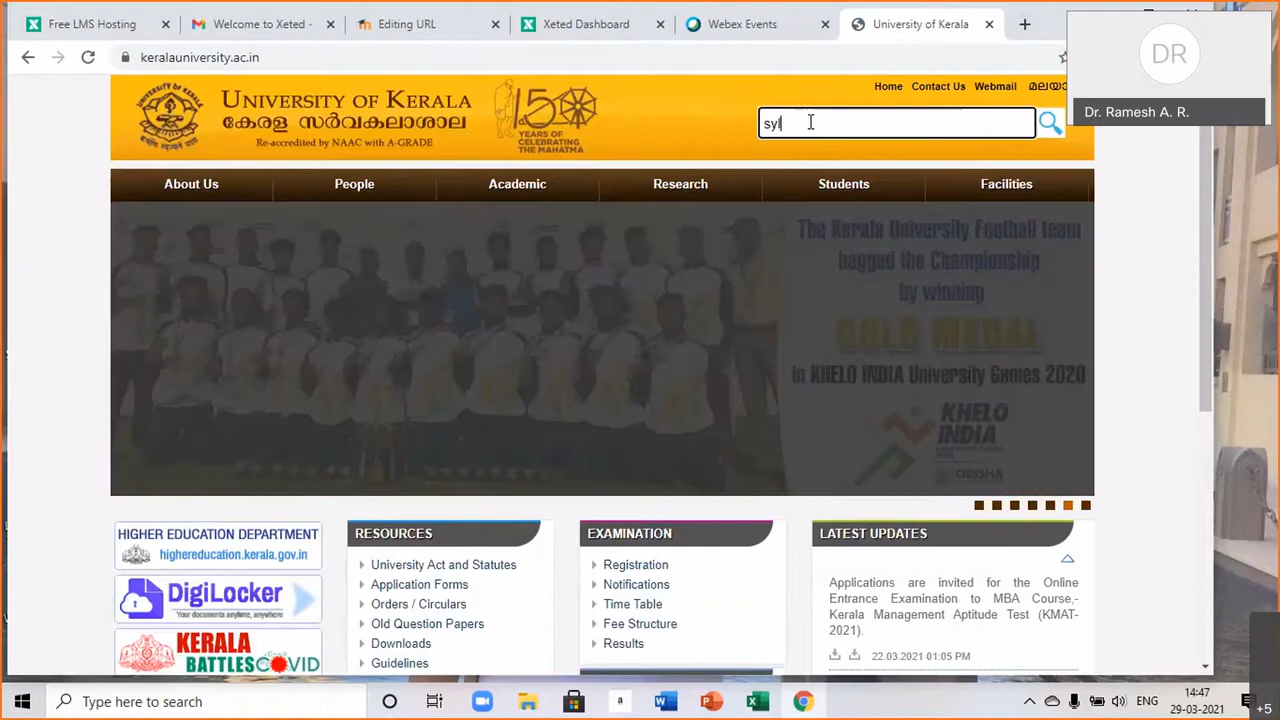 Free LMS Hosting
Welcome to Xeted -
Editing URL
Xeted Dashboard
Webex Events
University of Kerala
keralauniversity.ac.in
DR
Dr. Ramesh A. R.
Home Contact Us Webmail
UNIVERSITY OF KERALA
കേരള സർവകലാശാല
Re-accredited by NAAC with A-GRADE
150
YEARS OF
CELEBRATING
THE MAHATMA
syl
About Us People Academic Research Students Facilities
The Kerala University Football team
bagged the Championship
by winning
GOLD MEDAL
in KHELO INDIA University Games 2020
KHELO
INDIA
ODISHA
HIGHER EDUCATION DEPARTMENT
highereducation.kerala.gov.in
DigiLocker
Your documents anytime, anywhere
KERALA
BATTLES COVID
RESOURCES
University Act and Statutes
Application Forms
Orders / Circulars
Old Question Papers
Downloads
Guidelines
EXAMINATION
Registration
Notifications
Time Table
Fee Structure
Results
LATEST UPDATES
Applications are invited for the Online
Entrance Examination to MBA Course,-
Kerala Management Aptitude Test (KMAT-
2021).
22.03.2021 01:05 PM
Type here to search
ENG
14:47
29-03-2021
+5